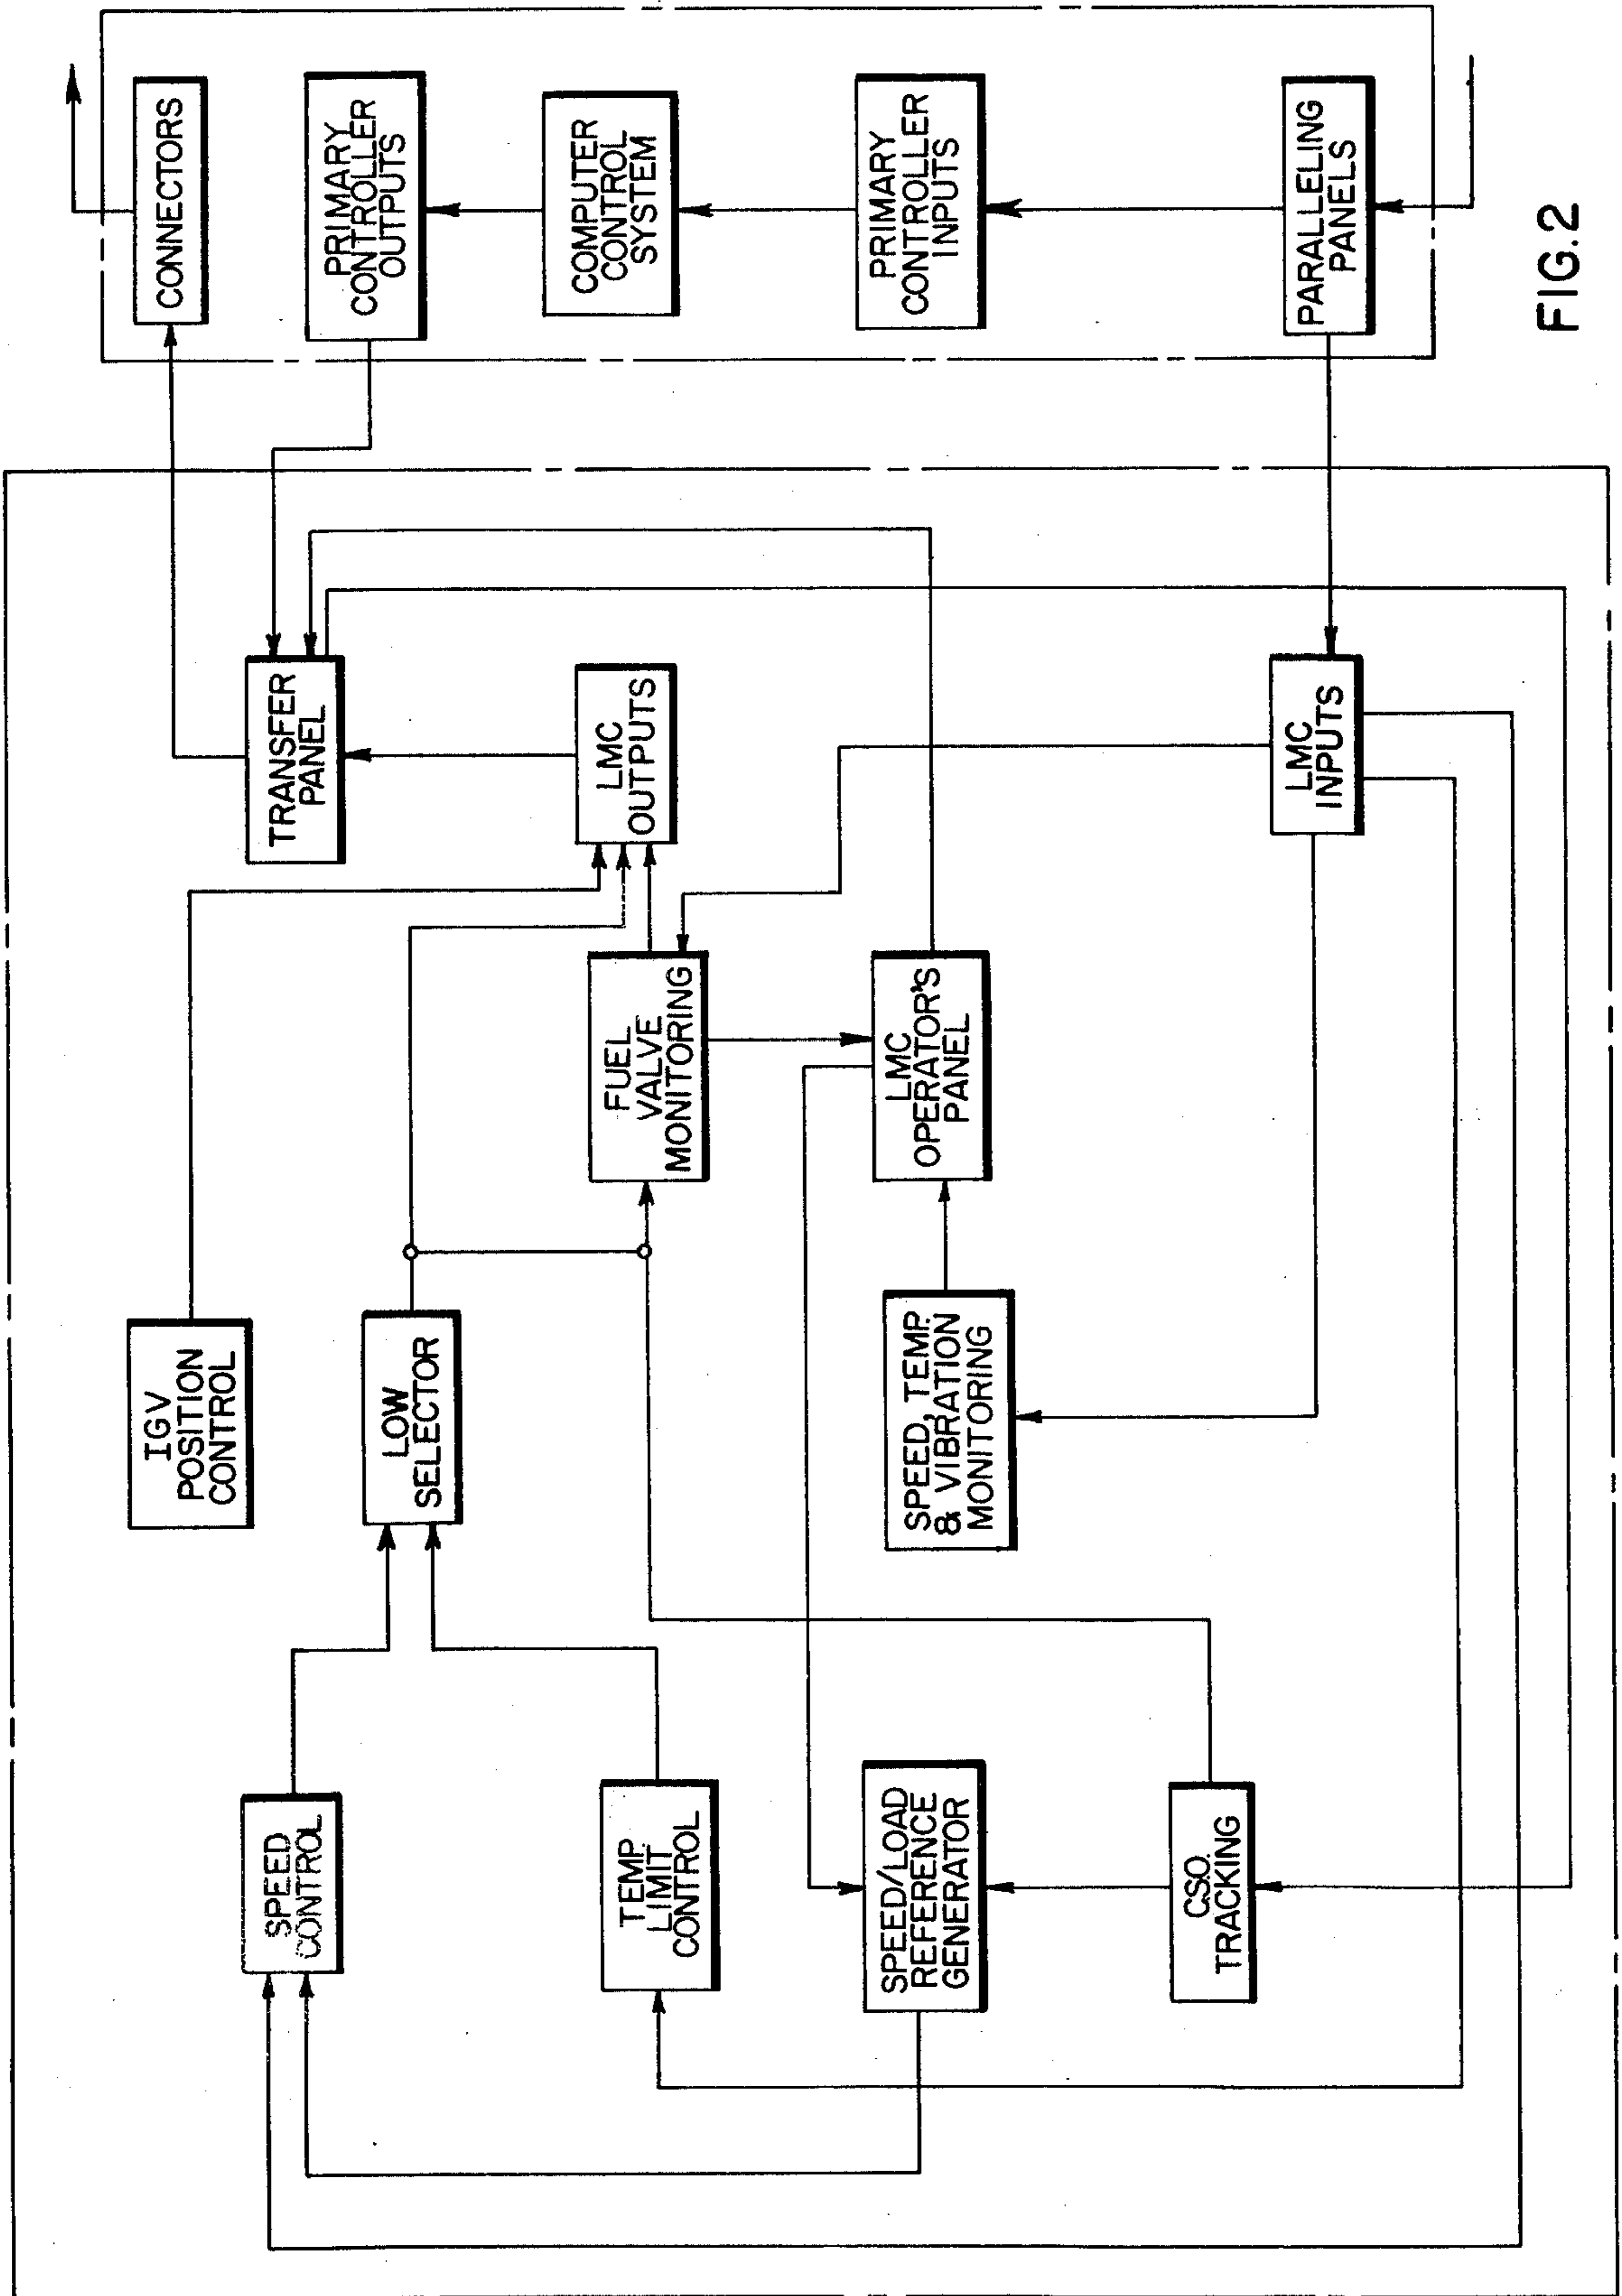 CONNECTORS
PRIMARY
CONTROLLER
OUTPUTS
COMPUTER
CONTROL
SYSTEM
PRIMARY
CONTROLLER
INPUTS
PARALLELING
PANELS
TRANSFER
PANEL
LMC
OUTPUTS
LMC
INPUTS
FUEL
VALVE
MONITORING
LMC
OPERATOR'S
PANEL
IGV
POSITION
CONTROL
LOW
SELECTOR
SPEED, TEMP.
& VIBRATION
MONITORING
SPEED
CONTROL
TEMP.
LIMIT
CONTROL
SPEED/LOAD
REFERENCE
GENERATOR
C.S.O.
TRACKING
FIG.2